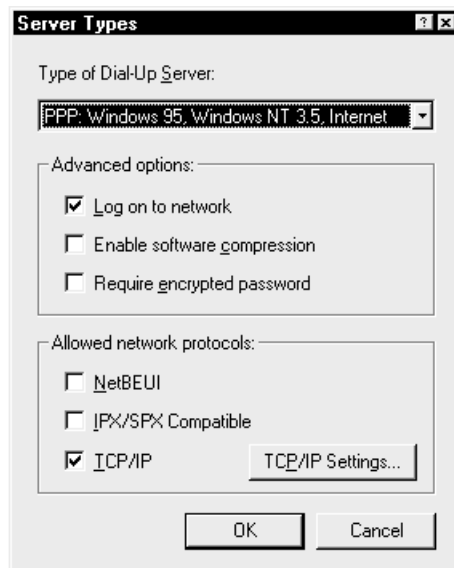 Server Types
Type of Dial-Up Server:
PPP: Windows 95, Windows NT 3.5, Internet
Advanced options:
Log on to network
Enable software compression
Require encrypted password
Allowed network protocols:
NetBEUI
IPX/SPX Compatible
TCP/IP TCP/IP Settings...
OK Cancel